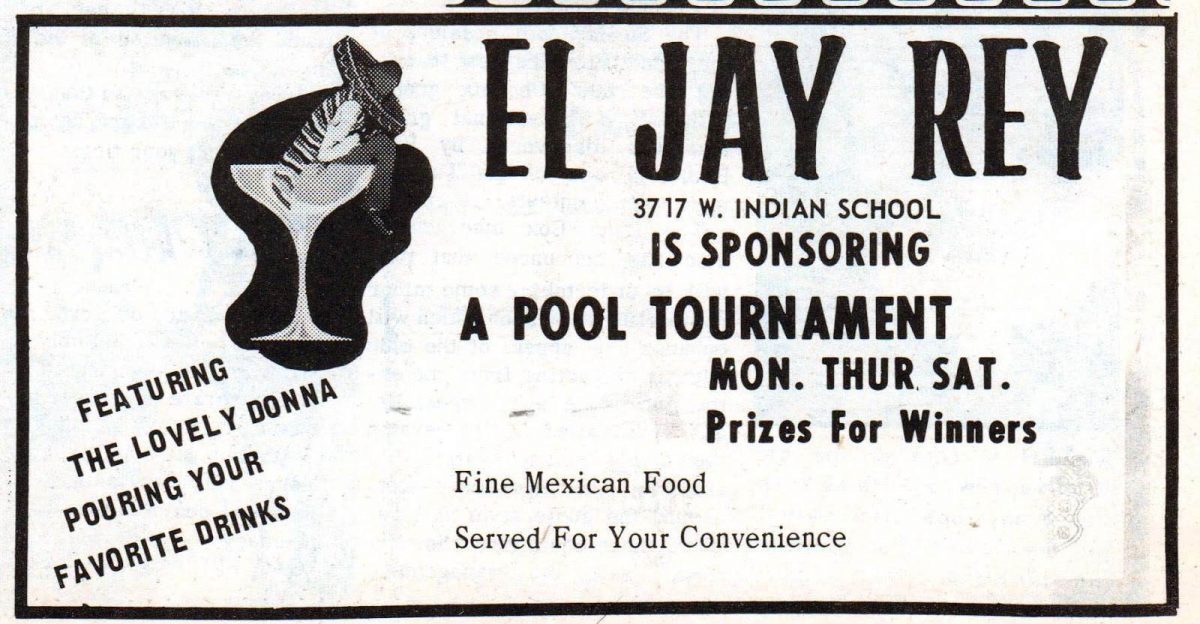 EL JAY REY
3717 W. INDIAN SCHOOL
IS SPONSORING
A POOL TOURNAMENT
MON. THUR. SAT.
Prizes For Winners
FEATURING
THE LOVELY DONNA
POURING YOUR
FAVORITE DRINKS
Fine Mexican Food
Served For Your Convenience